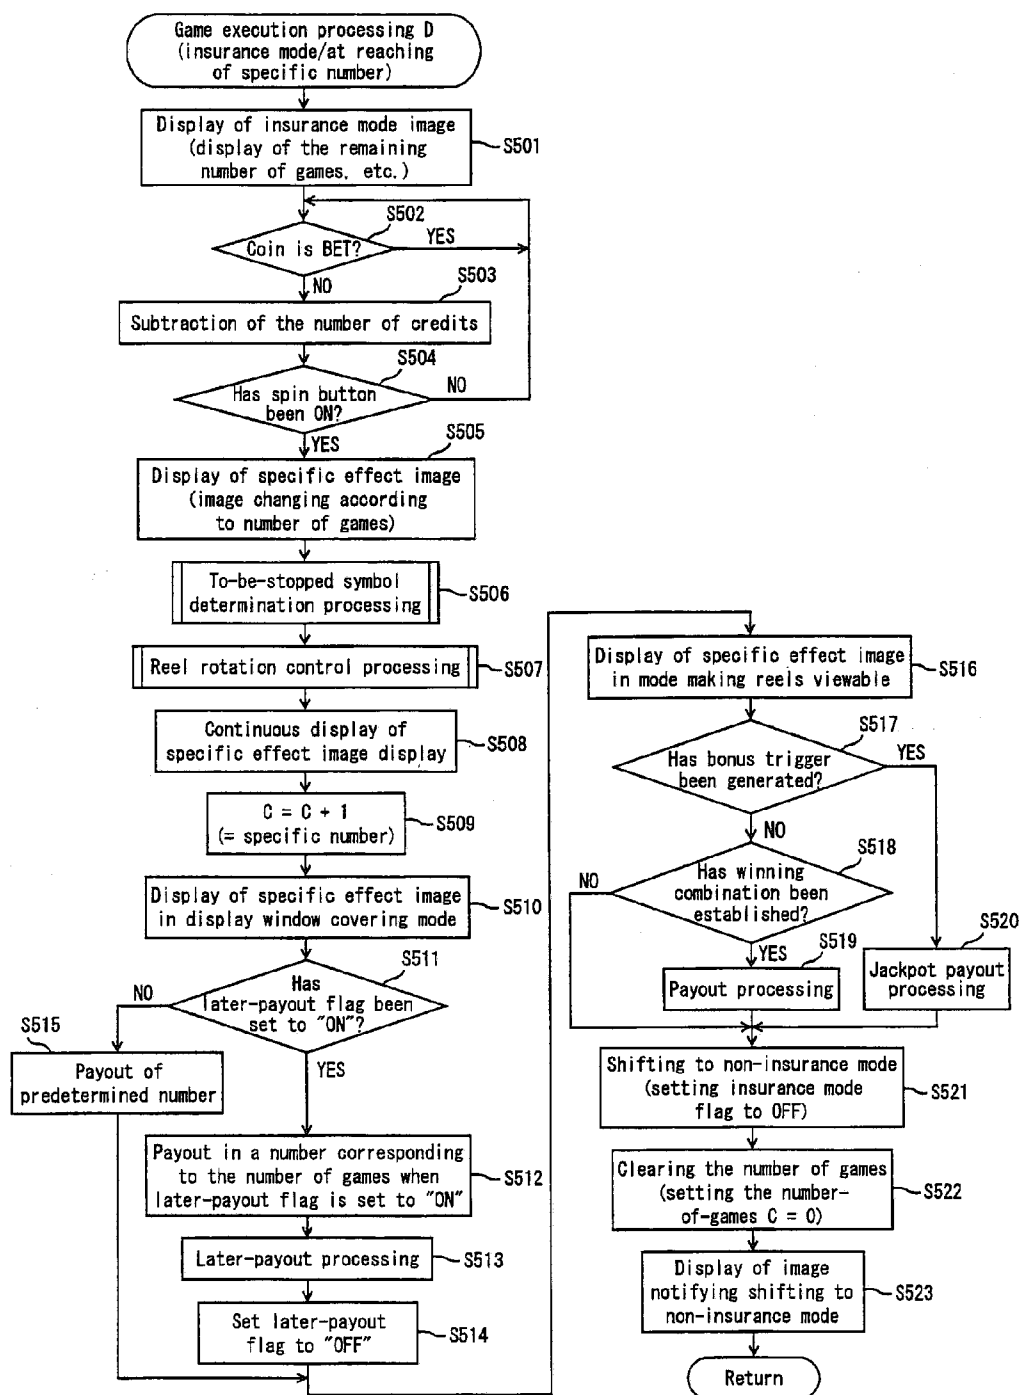 Game execution processing D
(insurance mode/at reaching
of specific number)
Display of insurance mode image
(display of the remaining
number of games, etc.)
S501
S502
Coin is BET?
YES
NO
S503
Subtraction of the number of credits
S504
Has spin button
been ON?
NO
YES
S505
Display of specific effect image
(image changing according
to number of games)
To-be-stopped symbol
determination processing
S506
Reel rotation control processing
S507
Continuous display of
specific effect image display
S508
C = C + 1
(= specific number)
S509
Display of specific effect image
in display window covering mode
S510
S511
Has
later-payout flag been
set to "ON"?
NO
YES
S515
Payout of
predetermined number
Payout in a number corresponding
to the number of games when
later-payout flag is set to "ON"
S512
Later-payout processing
S513
Set later-payout
flag to "OFF"
S514
Display of specific effect image
in mode making reels viewable
S516
S517
Has bonus trigger
been generated?
YES
NO
S518
Has winning
combination been
established?
NO
YES
S519
Payout processing
S520
Jackpot payout
processing
Shifting to non-insurance mode
(setting insurance mode
flag to OFF)
S521
Clearing the number of games
(setting the number-
of-games C = 0)
S522
Display of image
notifying shifting to
non-insurance mode
S523
Return